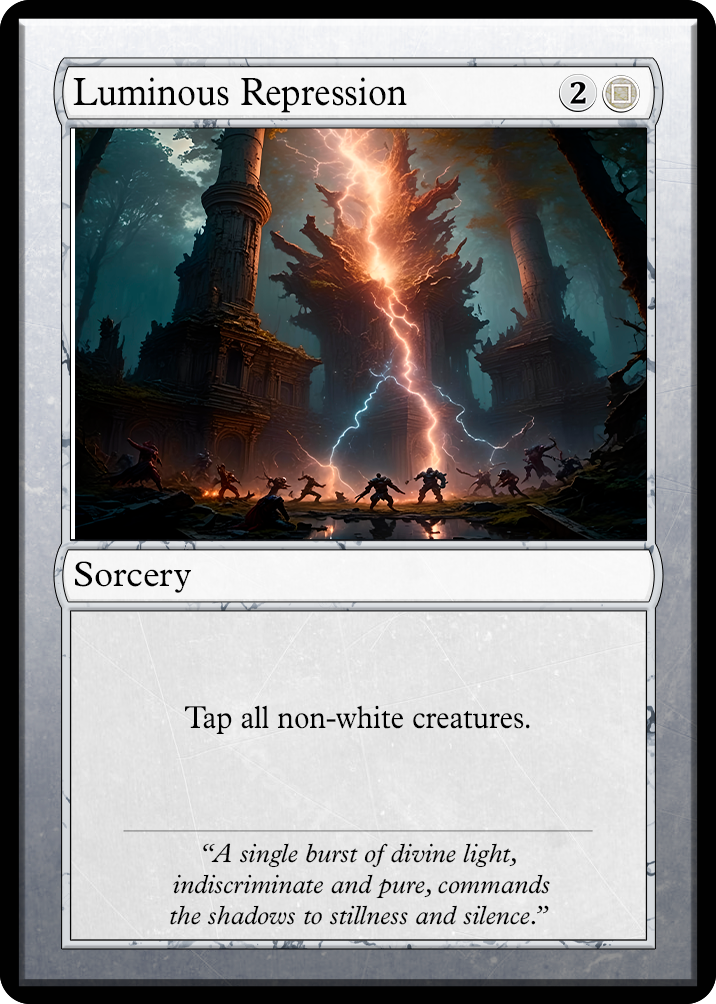 Luminous Repression 2
Sorcery
Tap all non-white creatures.
“A single burst of divine light,
indiscriminate and pure, commands
the shadows to stillness and silence.”